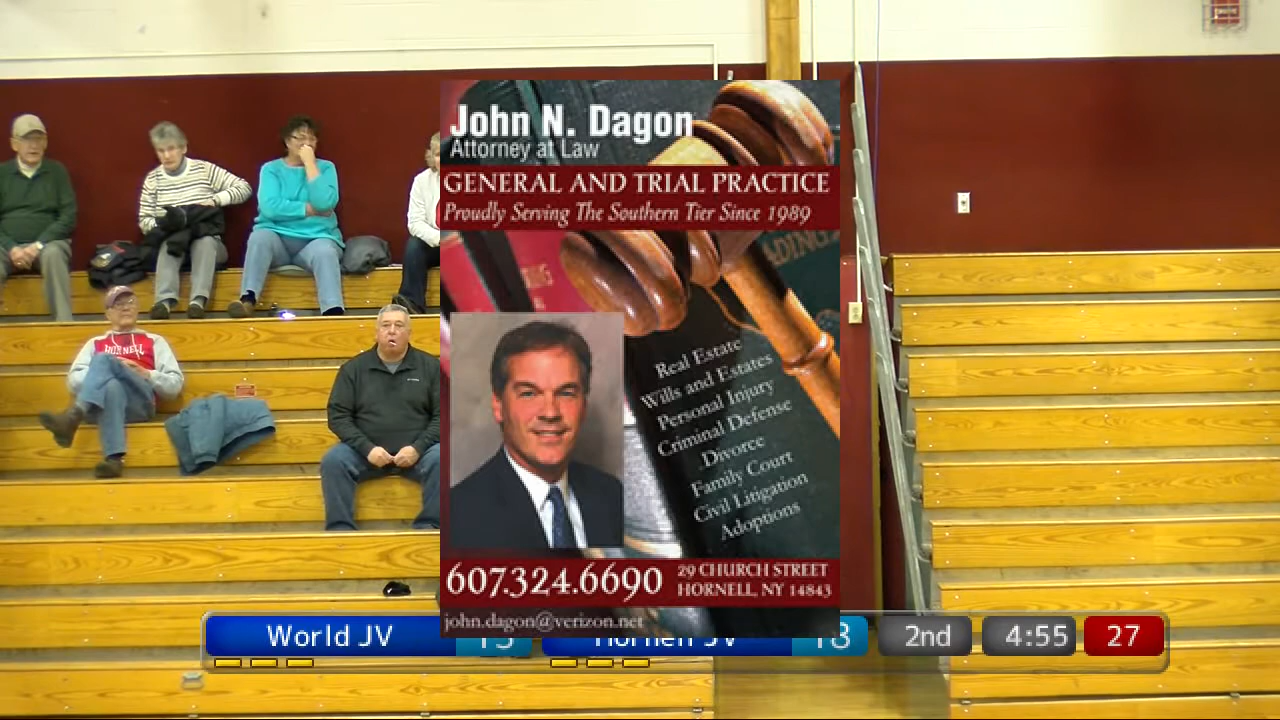 John N. Dagon
Attorney at Law
GENERAL AND TRIAL PRACTICE
Proudly Serving The Southern Tier Since 1989
HORNELL
Real Estate
Wills and Estates
Personal Injury
Criminal Defense
Divorce
Family Court
Civil Litigation
Adoptions
607.324.6690
29 CHURCH STREET
HORNELL, NY 14843
john.dagon@verizon.net
World JV
JV
2nd
4:55
27